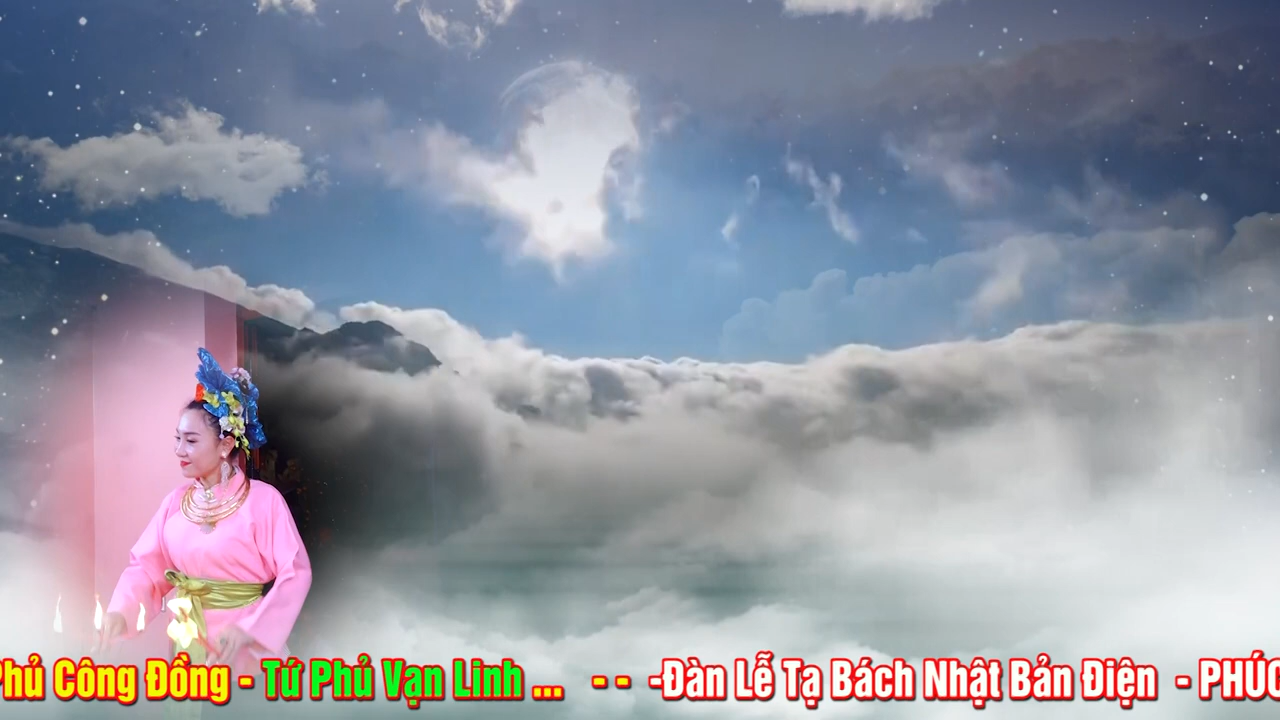 Phủ Công Đồng - Tứ Phủ Vạn Linh ... - - -Đàn Lễ Tạ Bách Nhật Bản Điện - PHÚC